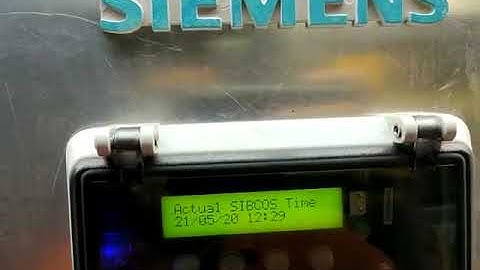 SIEMENS
Actual SIBCOS Time
21/05/20 12:29